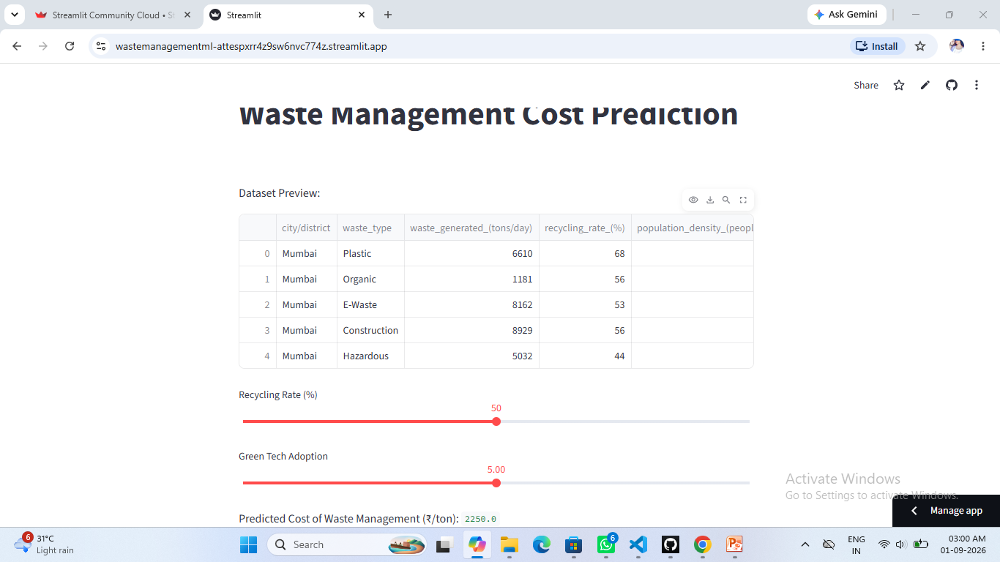 Streamlit Community Cloud • St
Streamlit
Ask Gemini
wastemanagementml-attespxrr4z9sw6nvc774z.streamlit.app
Install
Share
Waste Management Cost Prediction
Dataset Preview:
city/district waste_type waste_generated_(tons/day) recycling_rate_(%) population_density_(peopl
0 Mumbai Plastic 6610 68
1 Mumbai Organic 1181 56
2 Mumbai E-Waste 8162 53
3 Mumbai Construction 8929 56
4 Mumbai Hazardous 5032 44
Recycling Rate (%)
50
Green Tech Adoption
5.00
Activate Windows
Go to Settings to activate Windows.
Manage app
Predicted Cost of Waste Management (₹/ton): 2250.0
6
31°C
Light rain
Search
6
ENG
IN
03:00 AM
01-09-2026